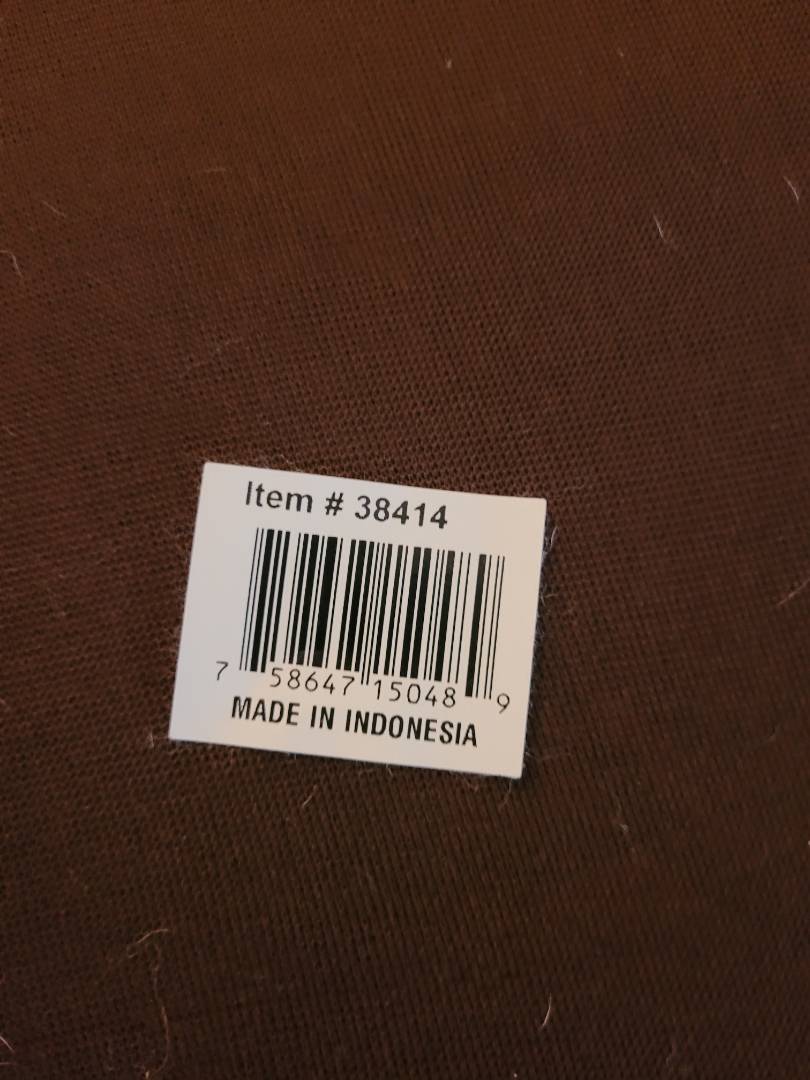 Item # 38414
7 58647 15048 9
MADE IN INDONESIA